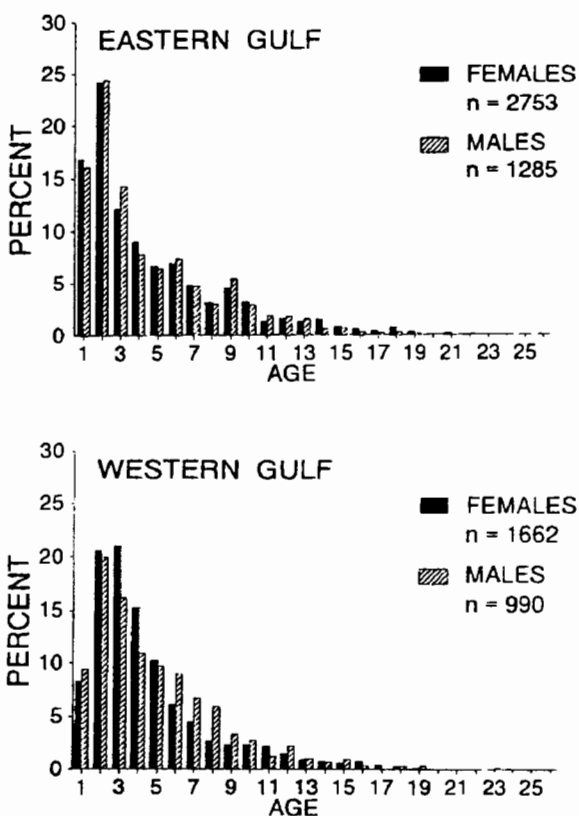 30
EASTERN GULF
25
FEMALES
n = 2753
20
MALES
n = 1285
15
PERCENT
10
5
0
1 3 5 7 9 11 13 15 17 19 21 23 25
AGE
30
WESTERN GULF
25
FEMALES
n = 1662
20
MALES
n = 990
15
PERCENT
10
5
0
1 3 5 7 9 11 13 15 17 19 21 23 25
AGE